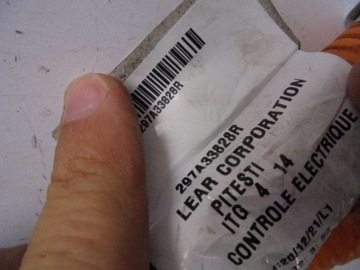 297A33828R
297A33828R
LEAR CORPORATION
PITESTI
ITG 4 14
CONTROLE ELECTRIQUE